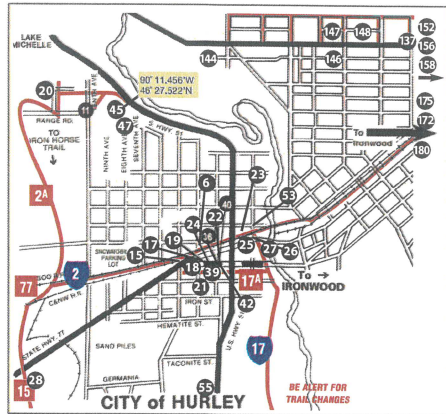 LAKE
MICHELLE
147
148
152
137
156
144
146
158
90° 11.456'W
46° 27.522'N
20
11
45
47
RANGE RD.
TO
IRON HORSE
TRAIL
NINTH AVE
EIGHTH AVE
SEVENTH AVE
S. HWY. 51
175
172
To
Ironwood
180
2A
6
23
53
40
22
24
SNOWMOBILE
PARKING
LOT
17
19
15
18
39
25
27
26
21
17A
42
To →
IRONWOOD
77
2
C&NW R.R.
IRON ST.
HEMATITE ST.
STATE HWY. 77
SAND PILES
TACONITE ST.
GERMANIA
U.S. HWY. 51
17
15
28
55
CITY of HURLEY
BE ALERT FOR
TRAIL CHANGES